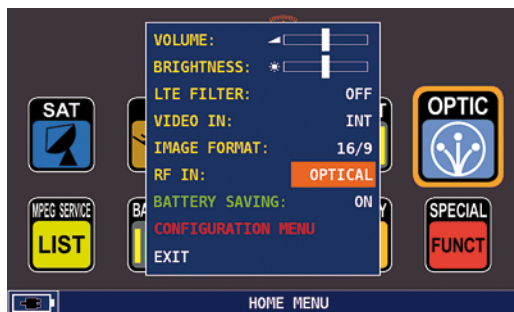 VOLUME:
BRIGHTNESS:
LTE FILTER: OFF
VIDEO IN: INT
IMAGE FORMAT: 16/9
RF IN: OPTICAL
BATTERY SAVING: ON
CONFIGURATION MENU
EXIT
SAT
OPTIC
MPEG SERVICE
LIST
BA
Y
SPECIAL
FUNCT
HOME MENU